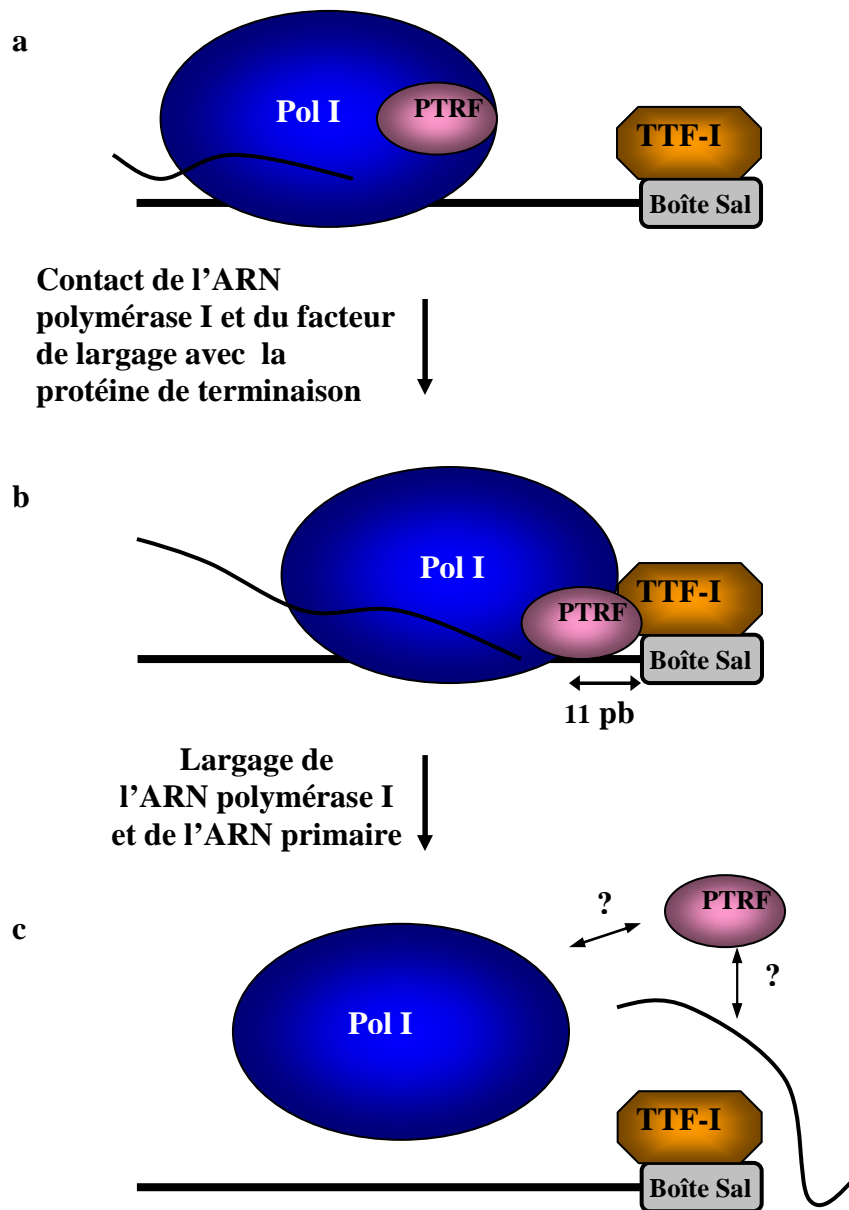 a
Pol I
PTRF
TTF-I
Boîte Sal
Contact de l'ARN
polymérase I et du facteur
de largage avec la
protéine de terminaison
b
Pol I
PTRF
TTF-I
Boîte Sal
11 pb
Largage de
l'ARN polymérase I
et de l'ARN primaire
c
?
PTRF
?
Pol I
TTF-I
Boîte Sal